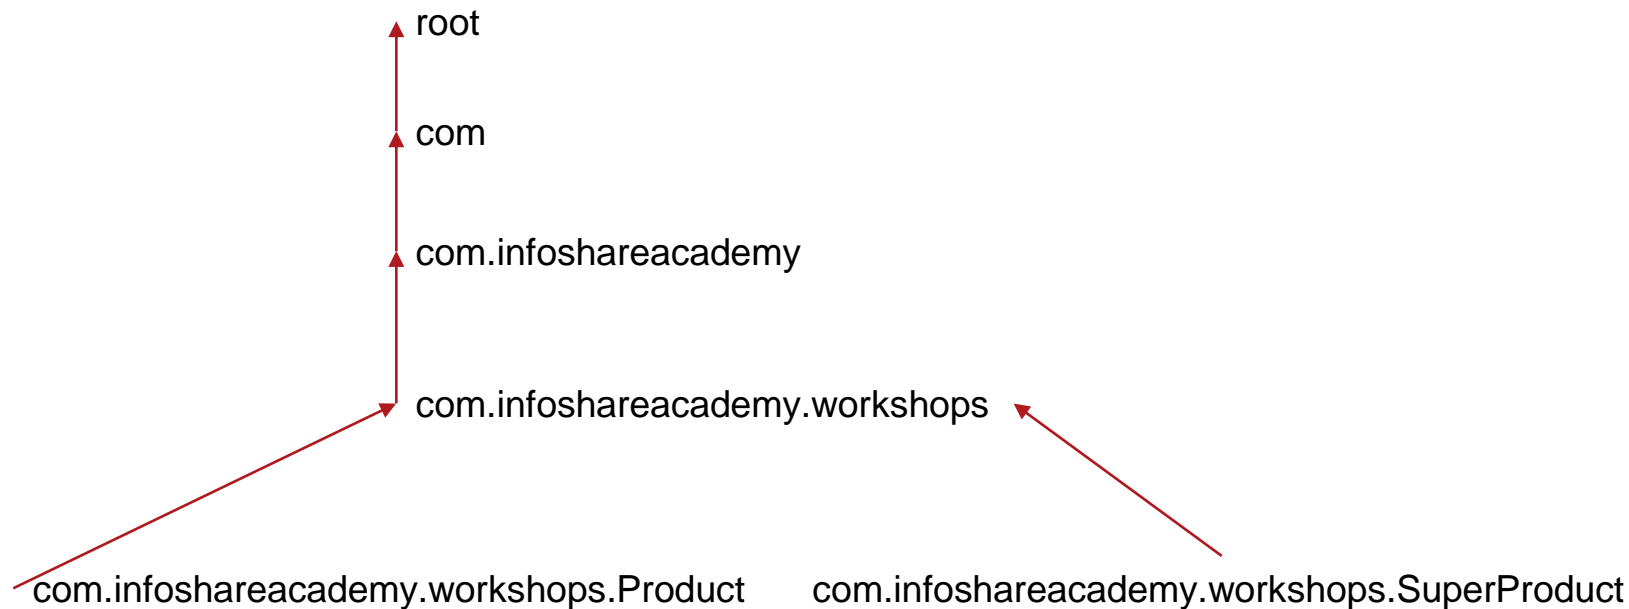 root
com
com.infoshareacademy
com.infoshareacademy.workshops
com.infoshareacademy.workshops.Product
com.infoshareacademy.workshops.SuperProduct